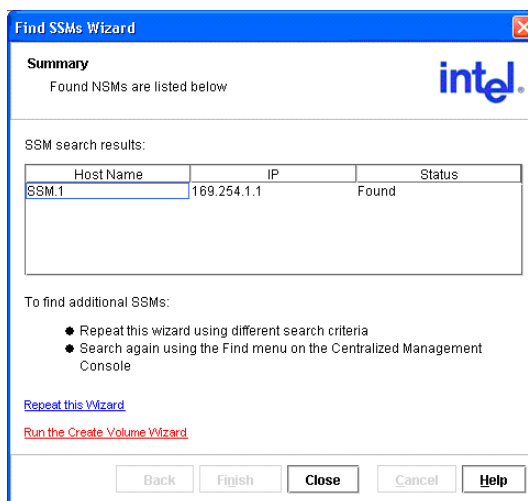 Find SSMs Wizard
Summary
Found NSMs are listed below
intel.
SSM search results:
Host Name IP Status
SSM.1 169.254.1.1 Found
To find additional SSMs:
● Repeat this wizard using different search criteria
● Search again using the Find menu on the Centralized Management
Console
Repeat this Wizard
Run the Create Volume Wizard
Back Finish Close Cancel Help